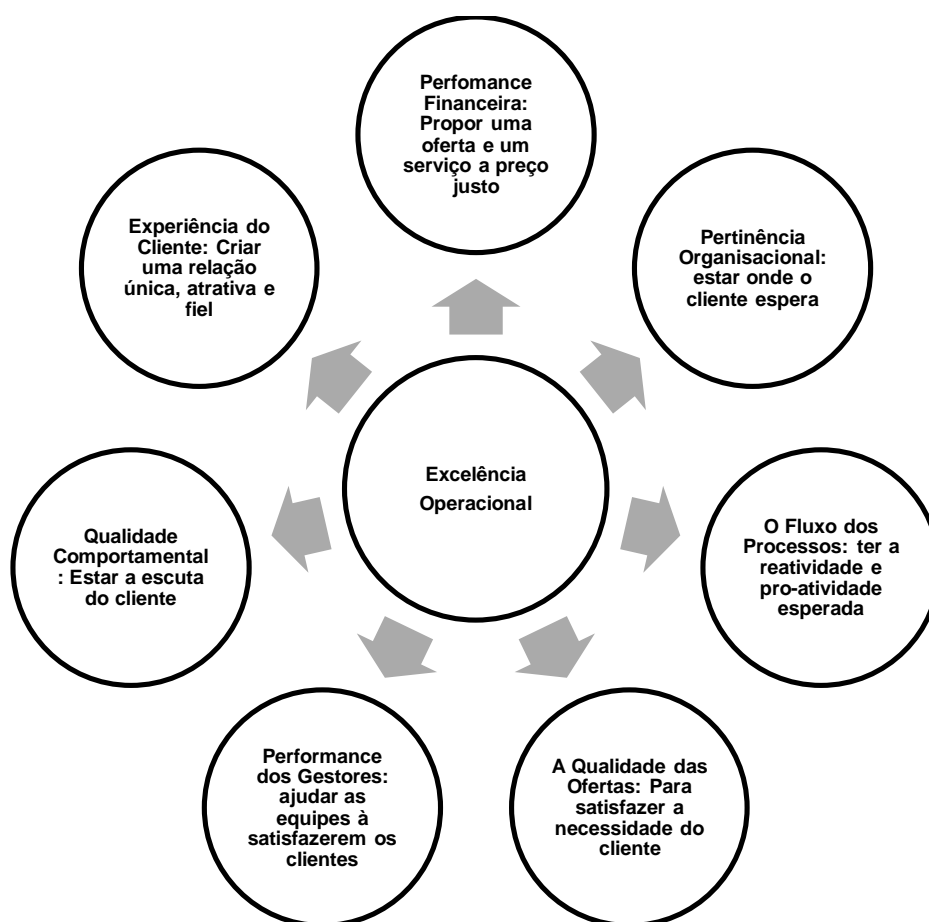 Perfomance
Financeira:
Propor uma
oferta e um
serviço a preço
justo
Pertinência
Organisacional:
estar onde o
cliente espera
O Fluxo dos
Processos: ter a
reatividade e
pro-atividade
esperada
A Qualidade das
Ofertas: Para
satisfazer a
necessidade do
cliente
Performance
dos Gestores:
ajudar as
equipes à
satisfazerem os
clientes
Qualidade
Comportamental
: Estar a escuta
do cliente
Experiência do
Cliente: Criar
uma relação
única, atrativa e
fiel
Excelência
Operacional